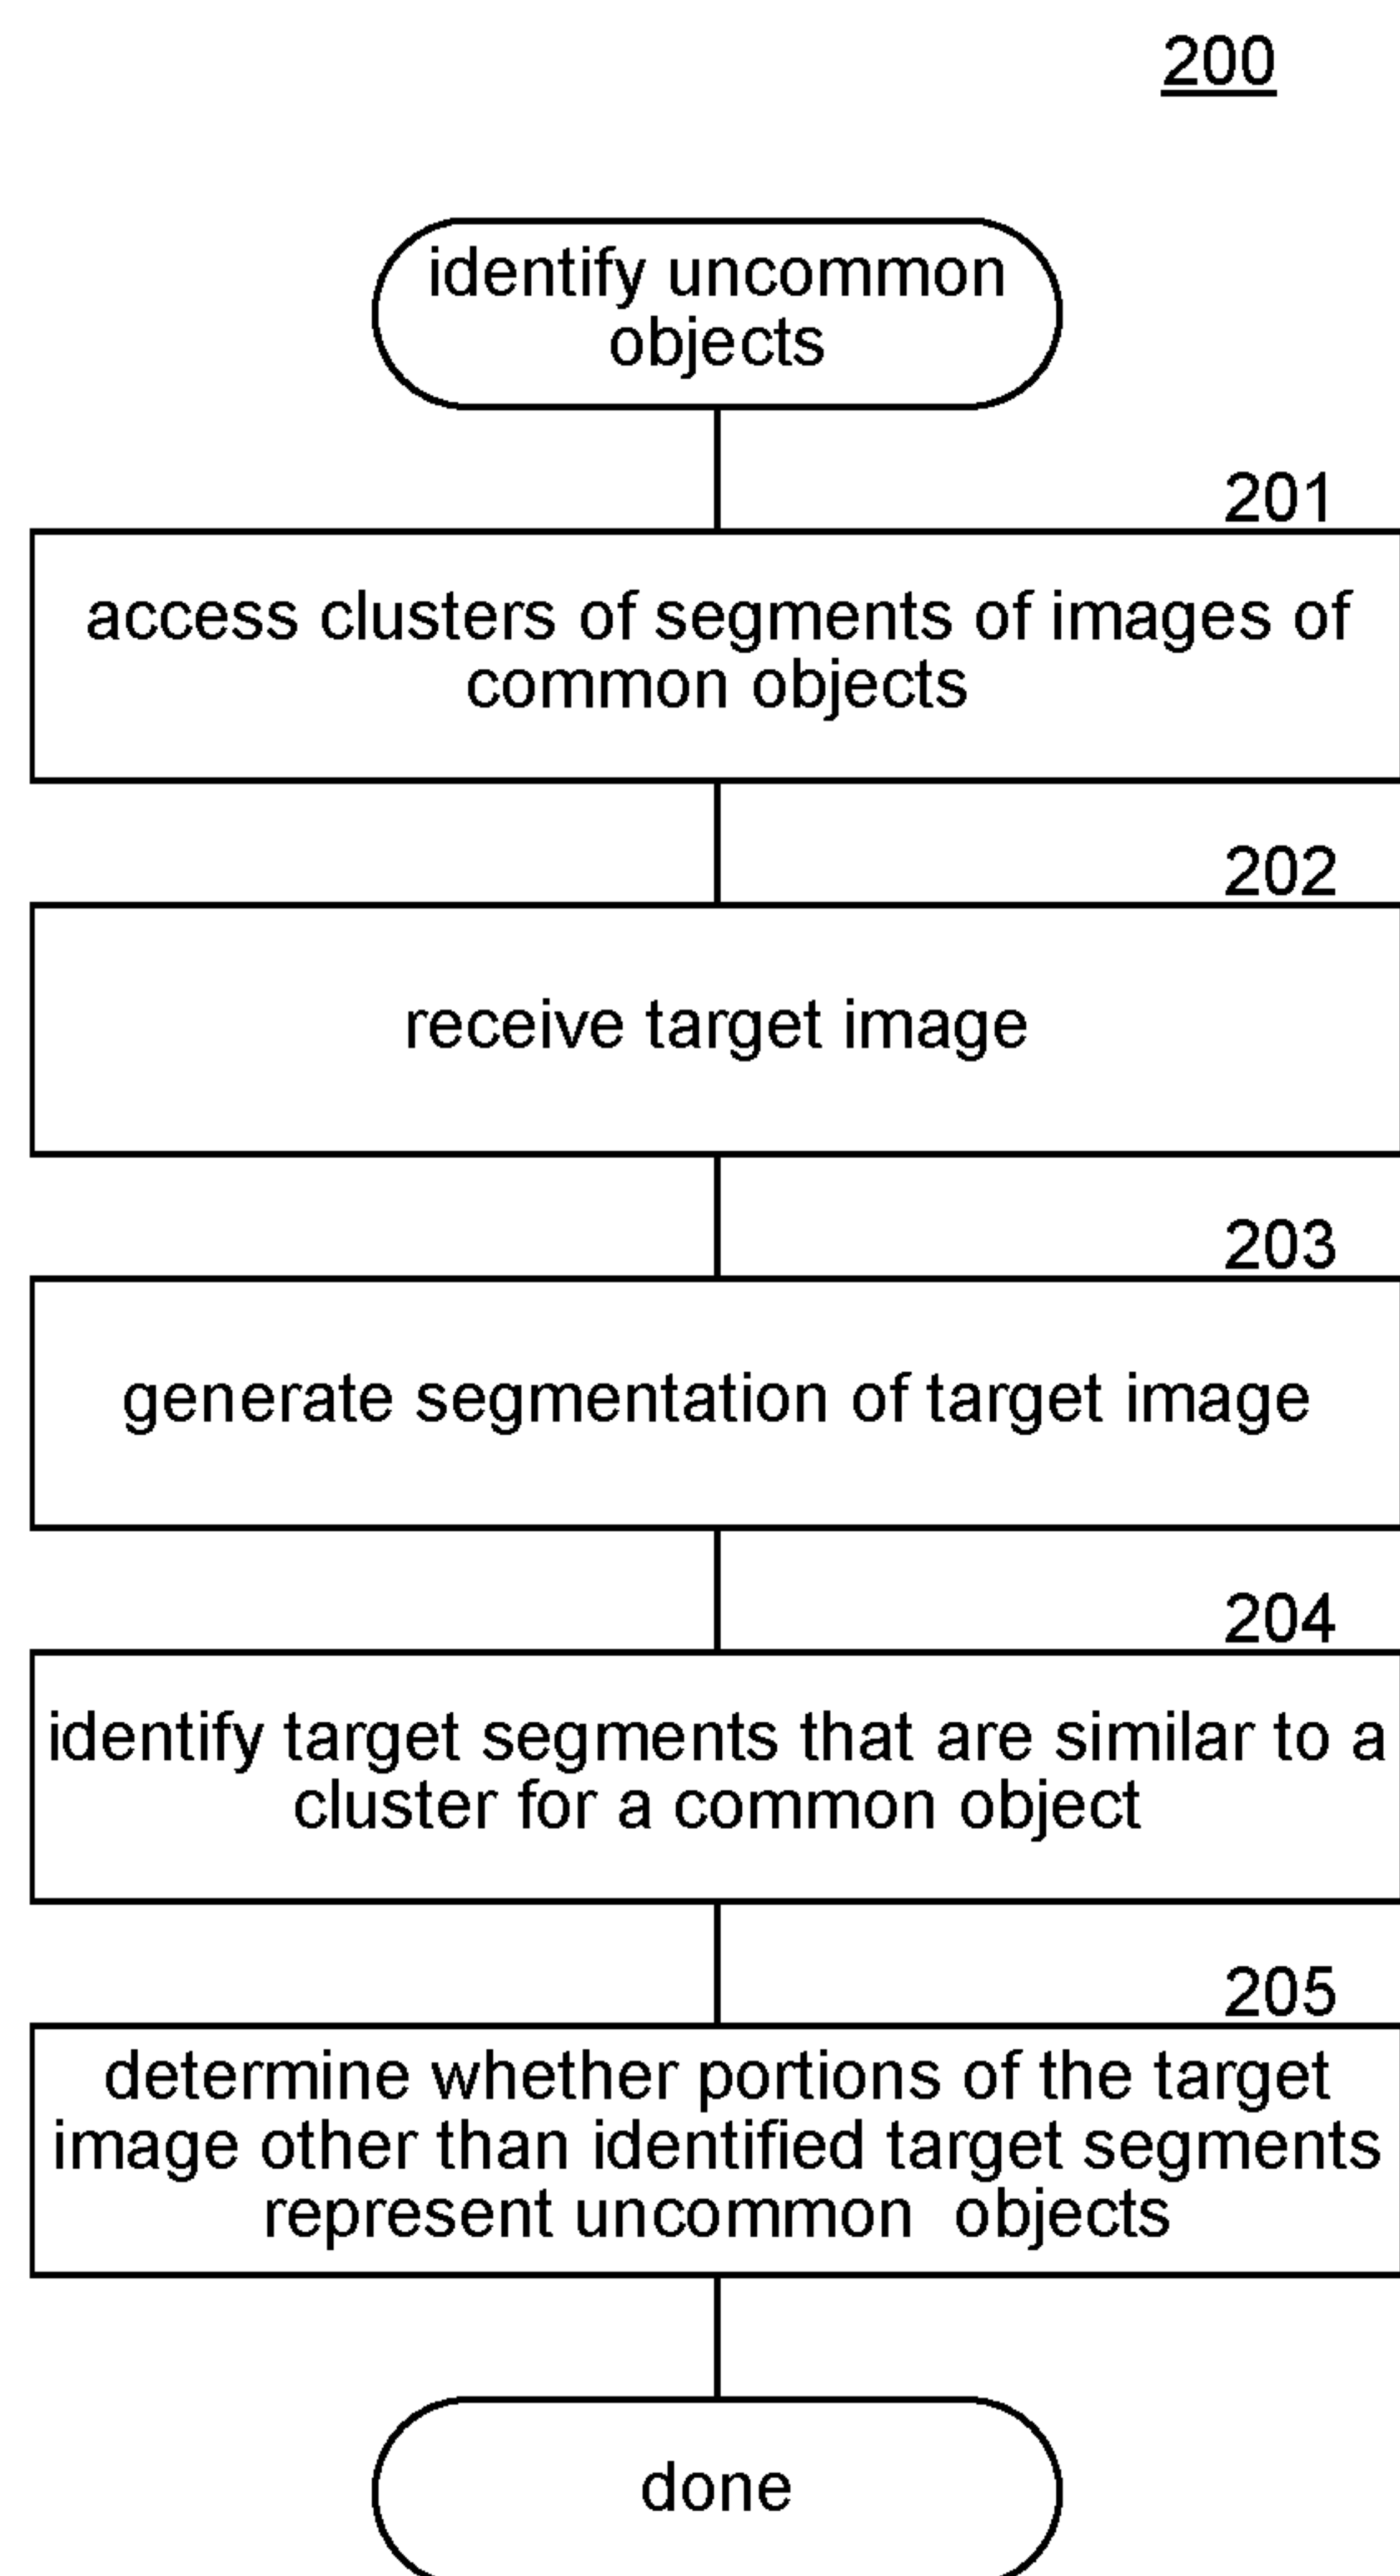 200
identify uncommon
objects
201
access clusters of segments of images of
common objects
202
receive target image
203
generate segmentation of target image
204
identify target segments that are similar to a
cluster for a common object
205
determine whether portions of the target
image other than identified target segments
represent uncommon  objects
done